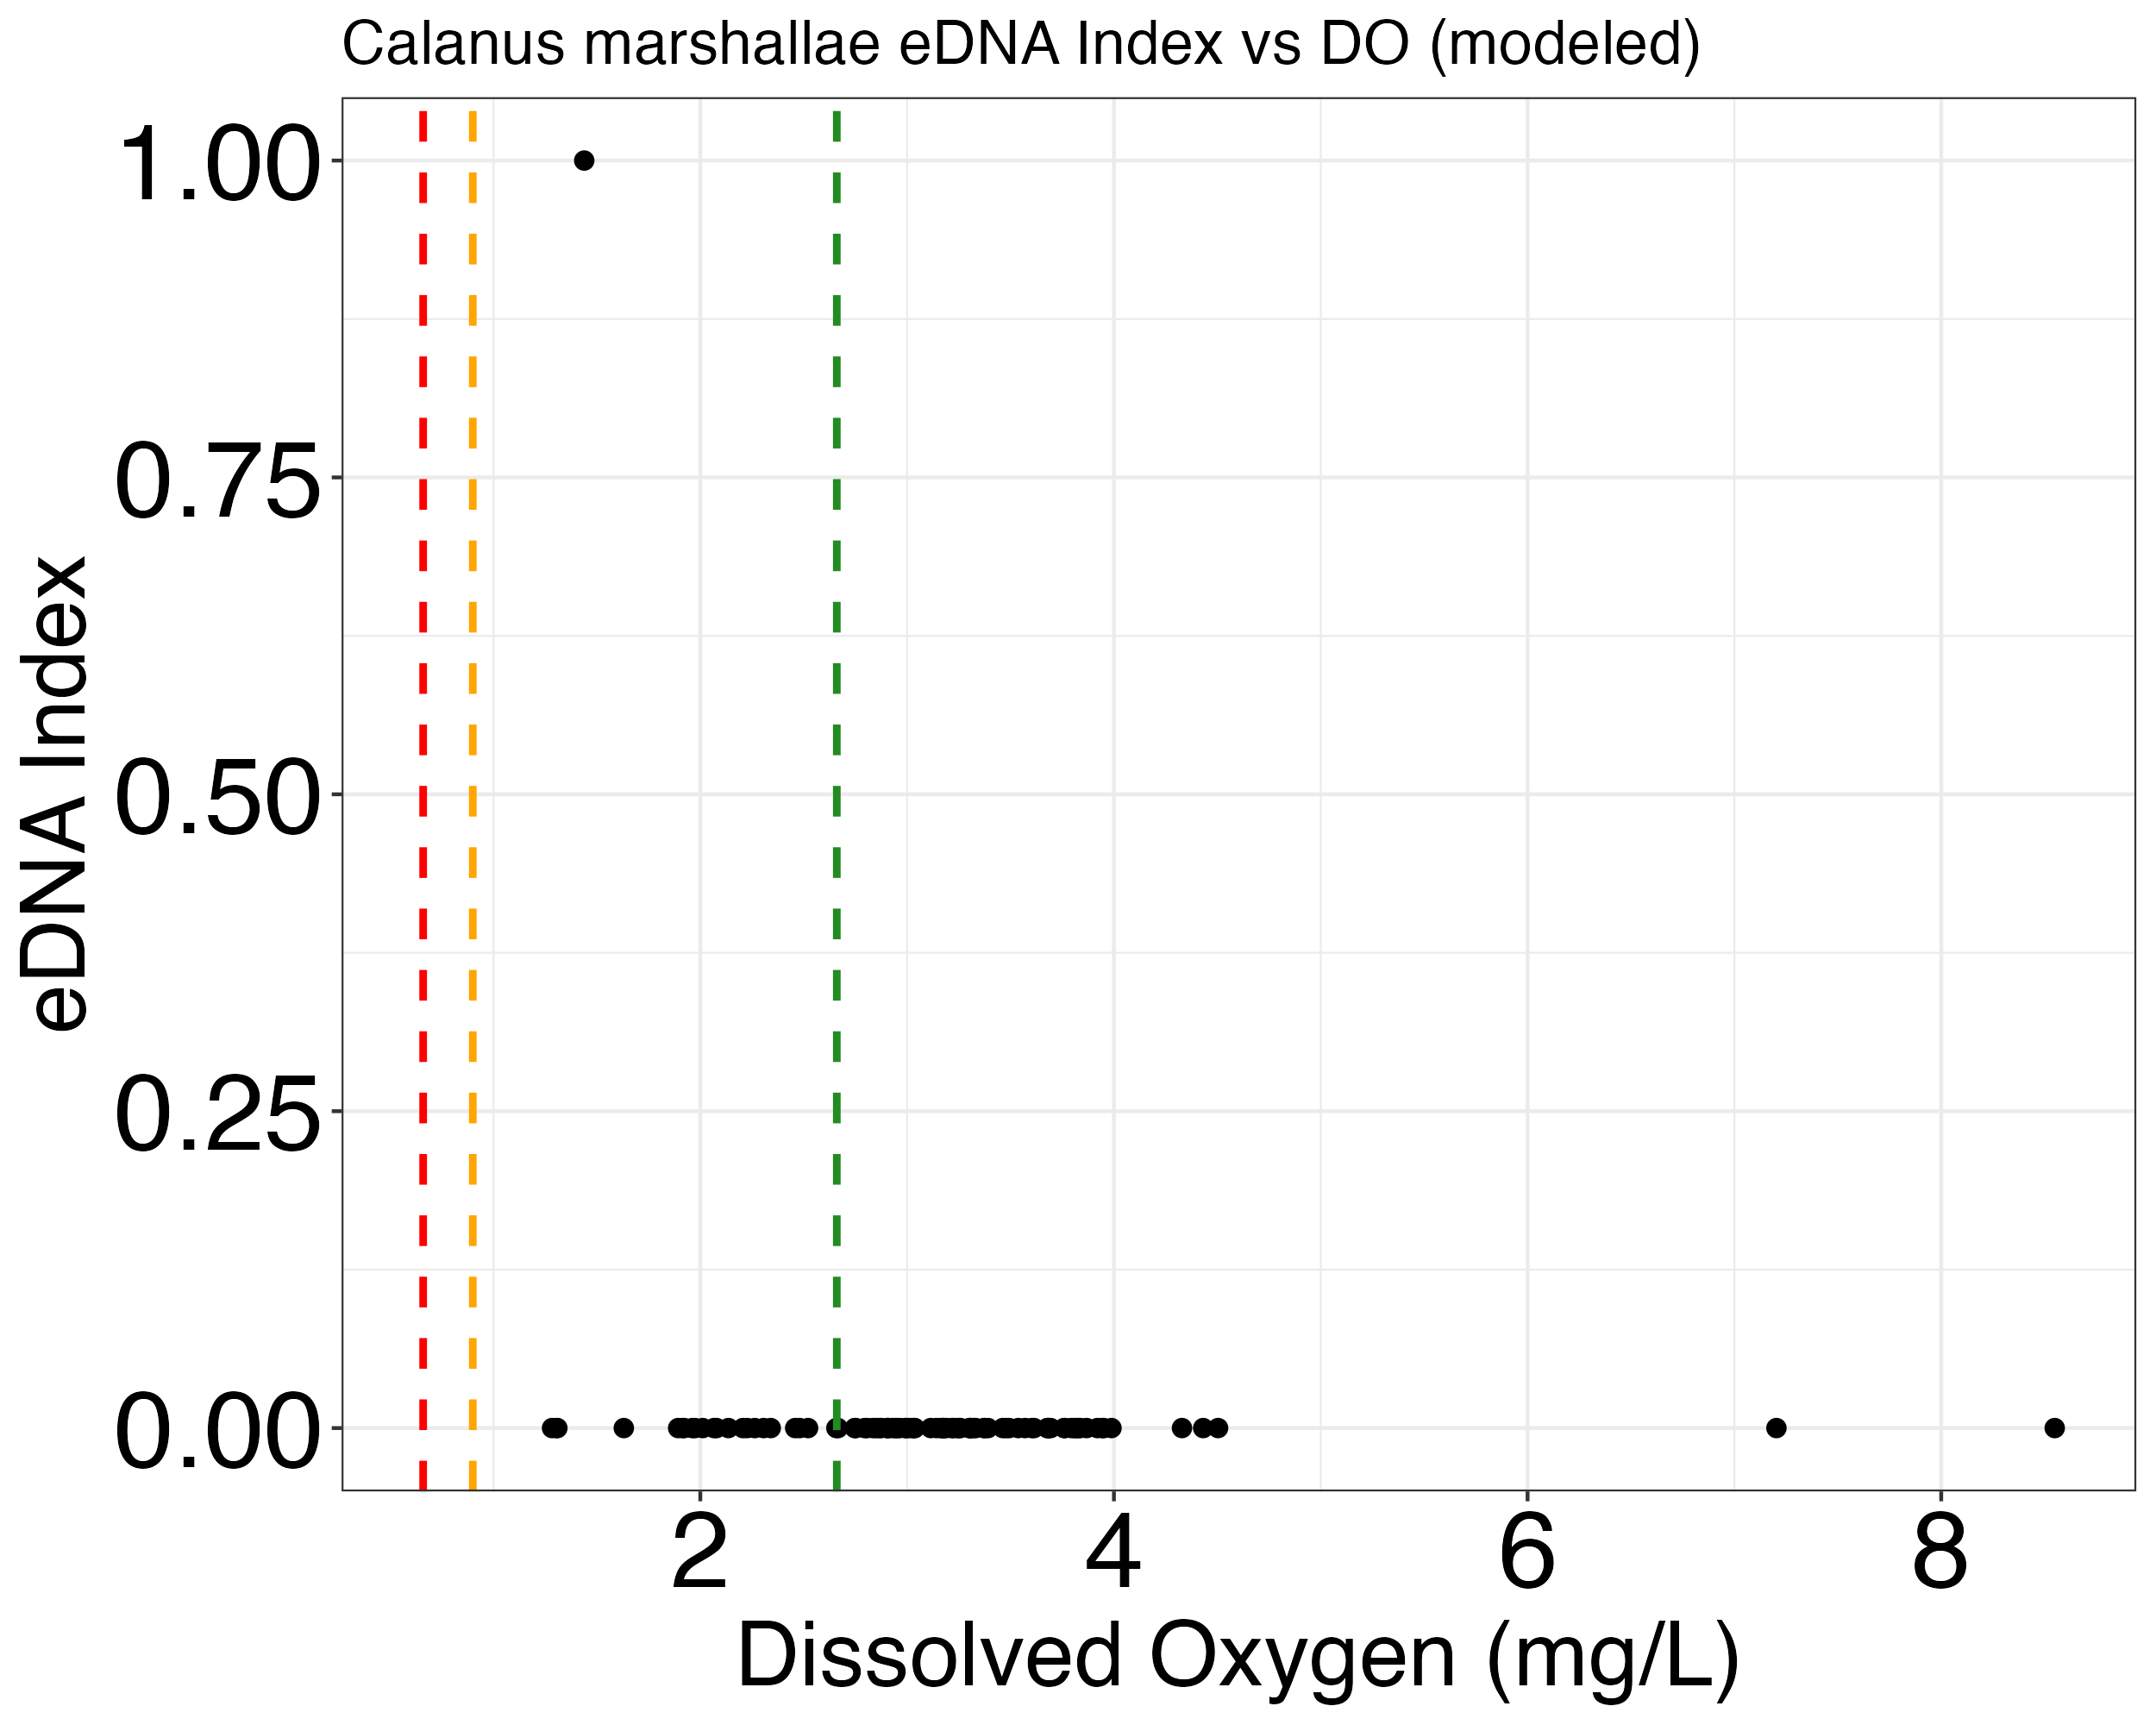 Calanus marshallae eDNA Index vs DO (modeled)
1.00
0.75
0.50
0.25
0.00
eDNA Index
2 4 6 8
Dissolved Oxygen (mg/L)